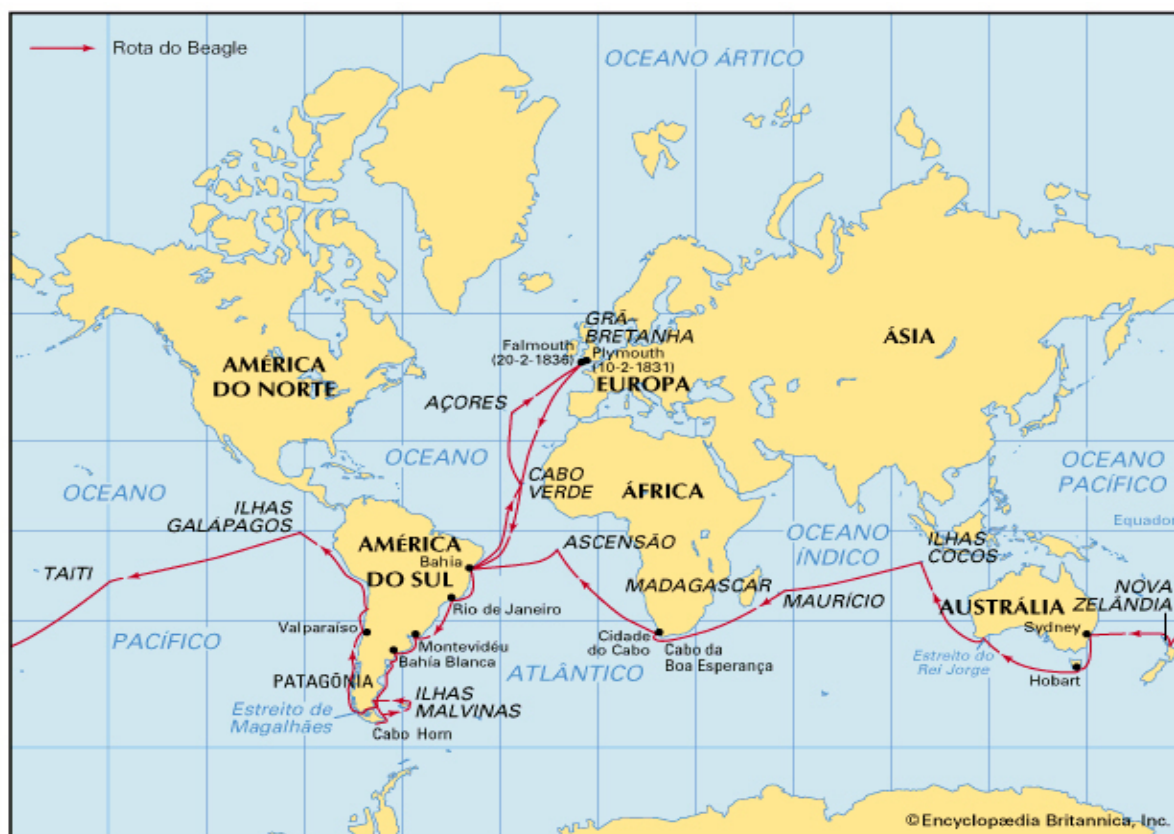 Rota do Beagle
OCEANO ÁRTICO
GRÃ-
BRETANHA
Falmouth
(20-2-1836)
Plymouth
(10-2-1831)
EUROPA
ÁSIA
AMÉRICA
DO NORTE
AÇORES
OCEANO
CABO
VERDE
ÁFRICA
OCEANO
PACÍFICO
OCEANO
ILHAS
GALÁPAGOS
Equador
AMÉRICA
DO SUL
Bahia
ASCENSÃO
OCEANO
ÍNDICO
ILHAS
COCOS
TAITI
MADAGASCAR
MAURÍCIO
AUSTRÁLIA
NOVA
ZELÂNDIA
Rio de Janeiro
Sydney
PACÍFICO
Valparaíso
Montevidéu
Bahía Blanca
Cidade
do Cabo
Cabo da
Boa Esperança
Estreito do
Rei Jorge
Hobart
PATAGÔNIA
ATLÂNTICO
ILHAS
MALVINAS
Estreito de
Magalhães
Cabo Horn
©Encyclopædia Britannica, Inc.